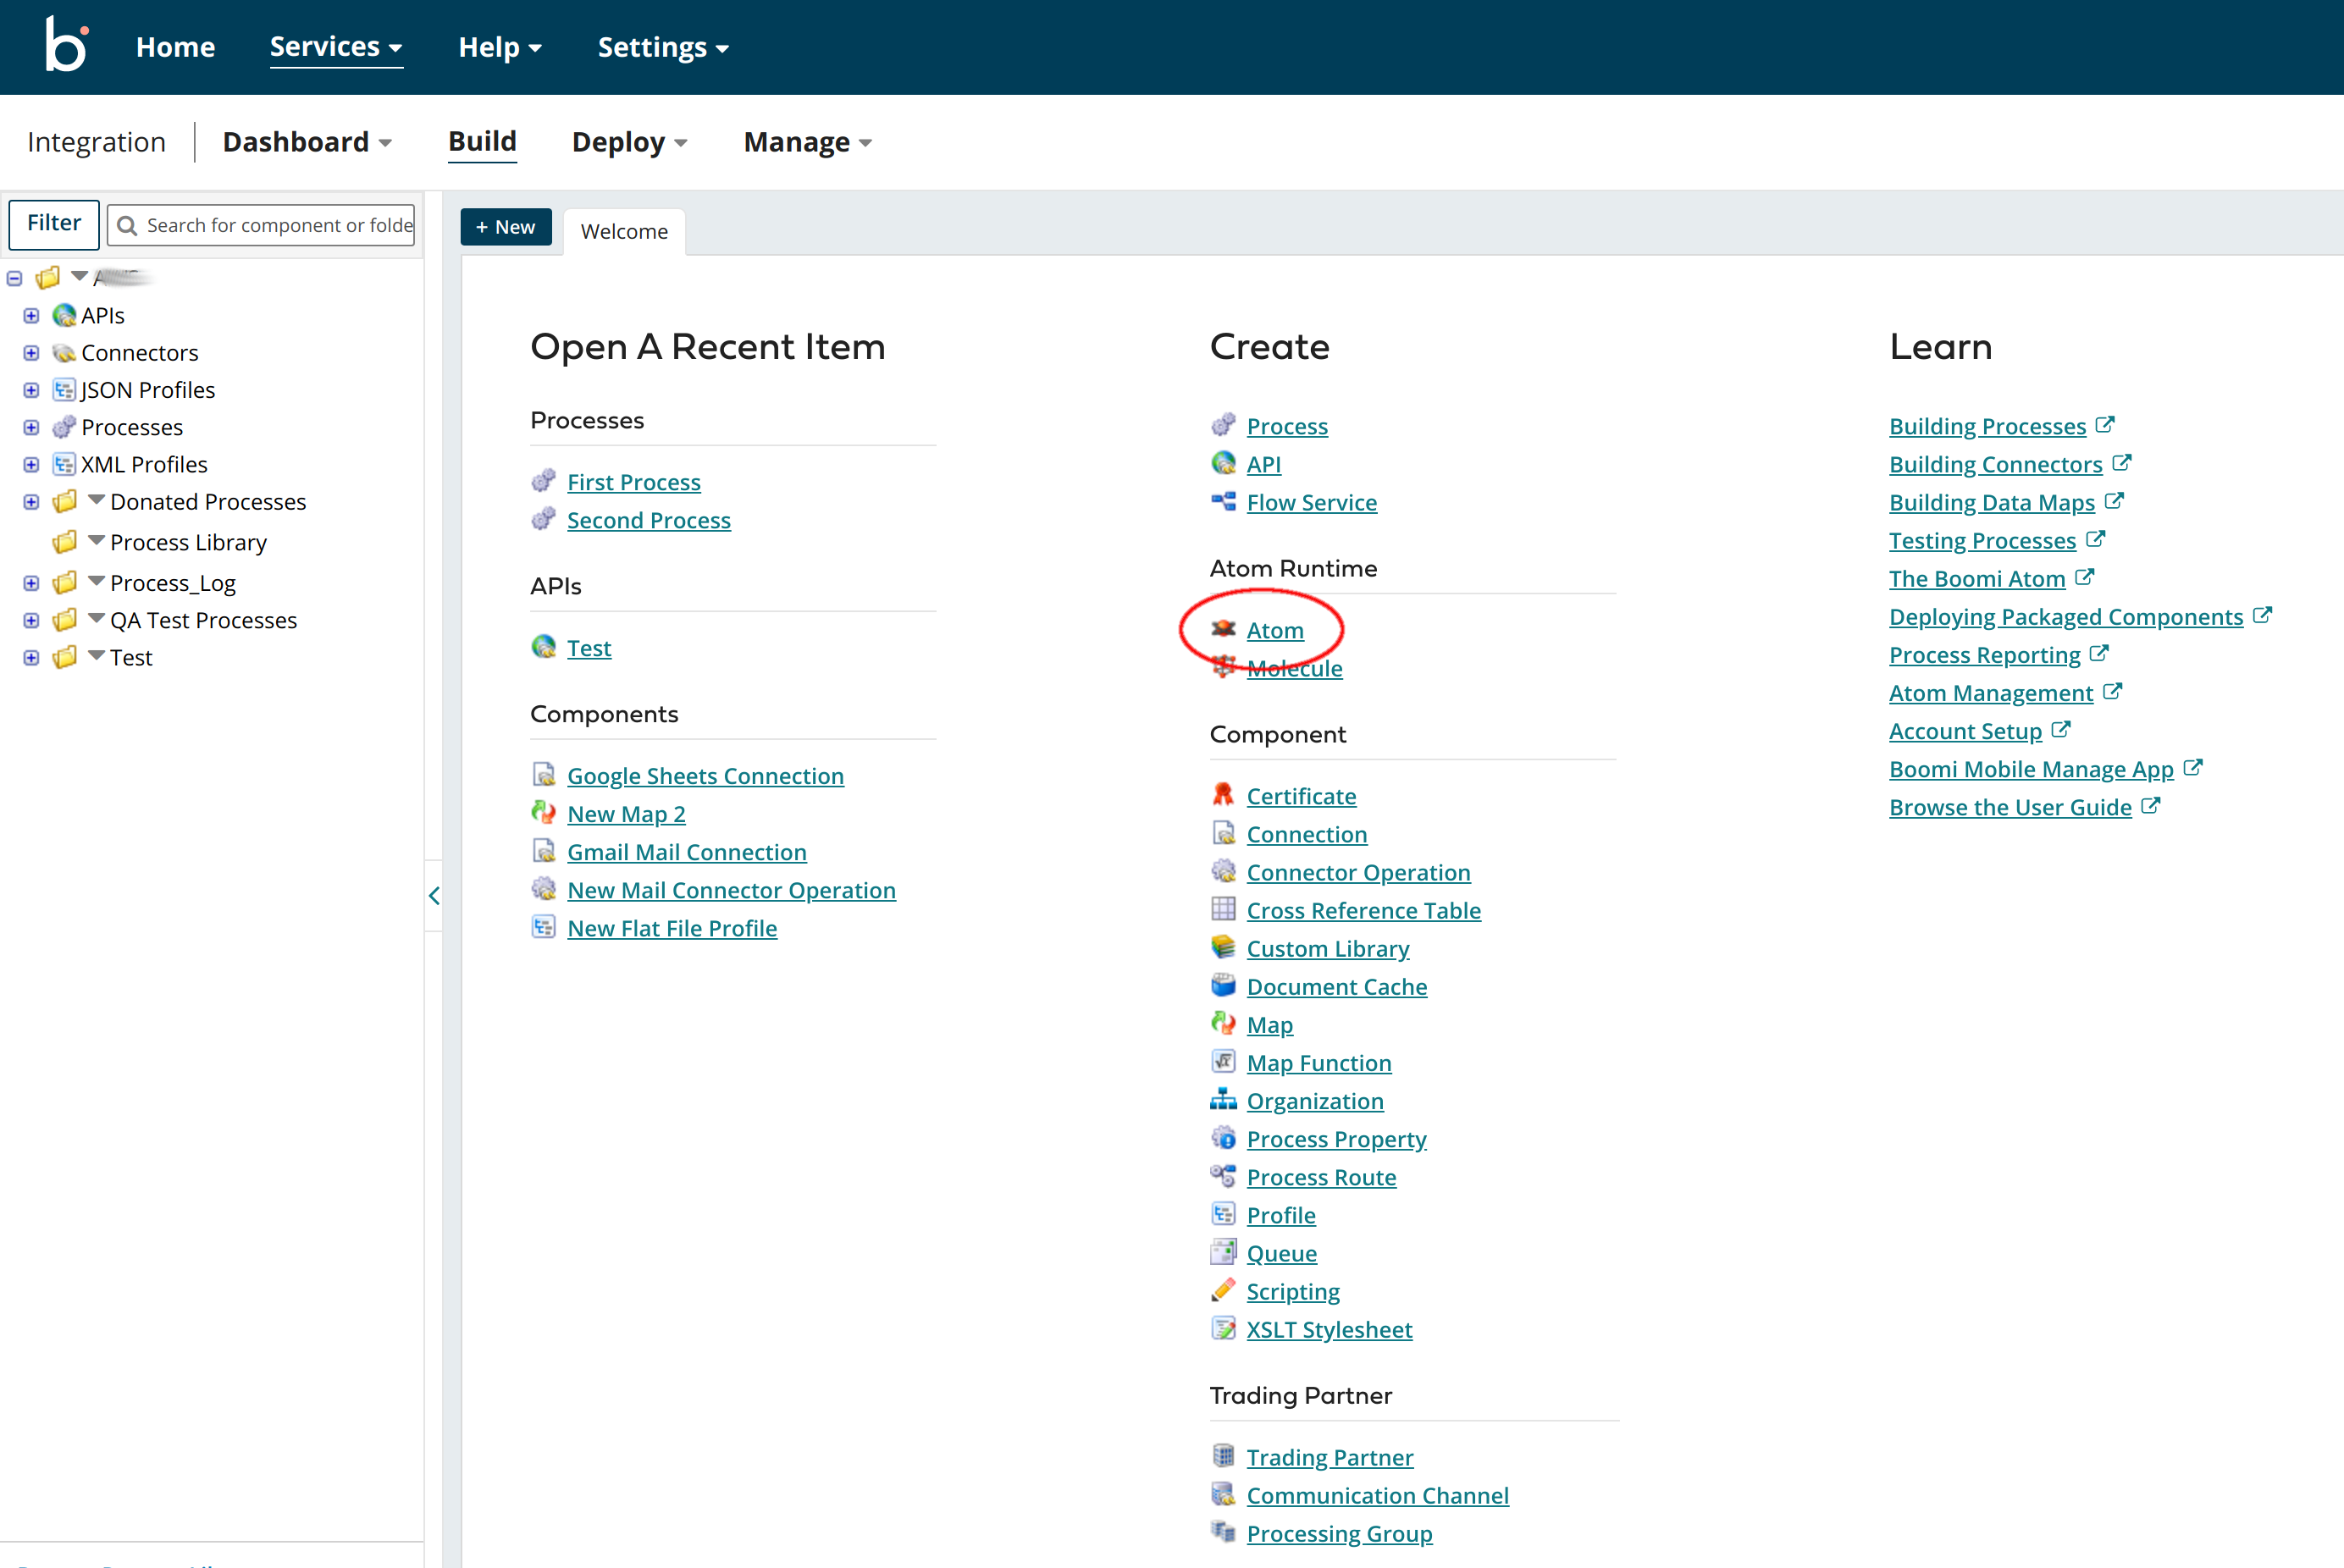 b
Home Services Help Settings
Integration Dashboard Build Deploy Manage
Filter
Search for component or folde
APIs
Connectors
JSON Profiles
Processes
XML Profiles
Donated Processes
Process Library
Process_Log
QA Test Processes
Test
+ New
Welcome
Open A Recent Item
Processes
First Process
Second Process
APIs
Test
Components
Google Sheets Connection
New Map 2
Gmail Mail Connection
New Mail Connector Operation
New Flat File Profile
Create
Process
API
Flow Service
Atom Runtime
Atom
Molecule
Component
Certificate
Connection
Connector Operation
Cross Reference Table
Custom Library
Document Cache
Map
Map Function
Organization
Process Property
Process Route
Profile
Queue
Scripting
XSLT Stylesheet
Trading Partner
Trading Partner
Communication Channel
Processing Group
Learn
Building Processes
Building Connectors
Building Data Maps
Testing Processes
The Boomi Atom
Deploying Packaged Components
Process Reporting
Atom Management
Account Setup
Boomi Mobile Manage App
Browse the User Guide